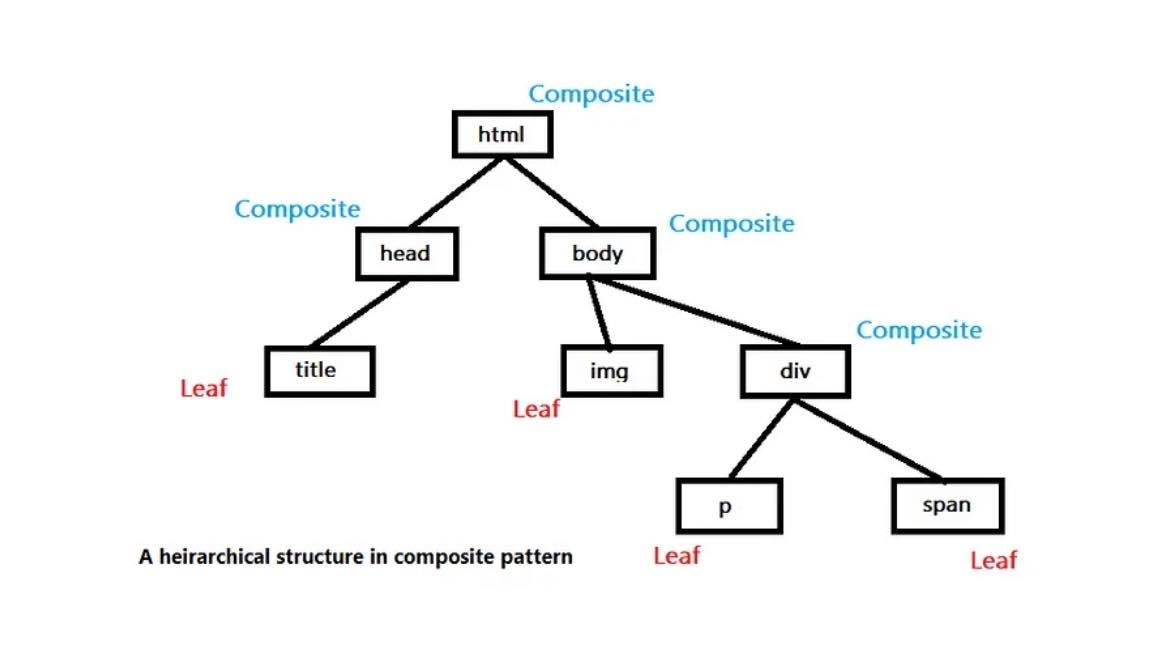 Composite
html
Composite
Composite
head
body
Composite
title
img
div
Leaf
Leaf
p
span
A heirarchical structure in composite pattern
Leaf
Leaf